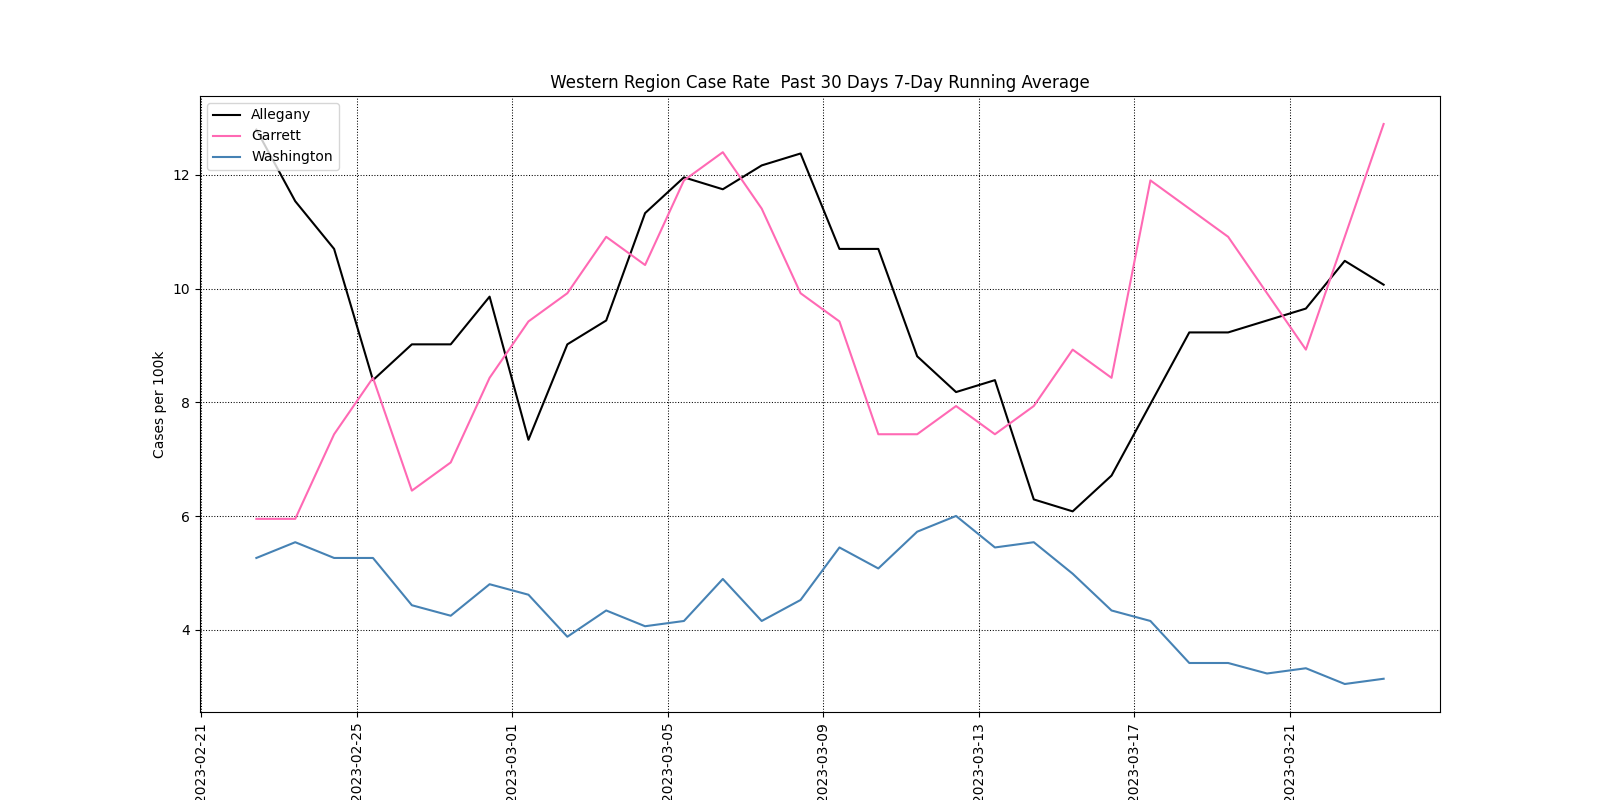 Western Region Case Rate  Past 30 Days 7-Day Running Average
Allegany
Garrett
Washington
Cases per 100k
12
10
8
6
4
2023-02-21
2023-02-25
2023-03-01
2023-03-05
2023-03-09
2023-03-13
2023-03-17
2023-03-21